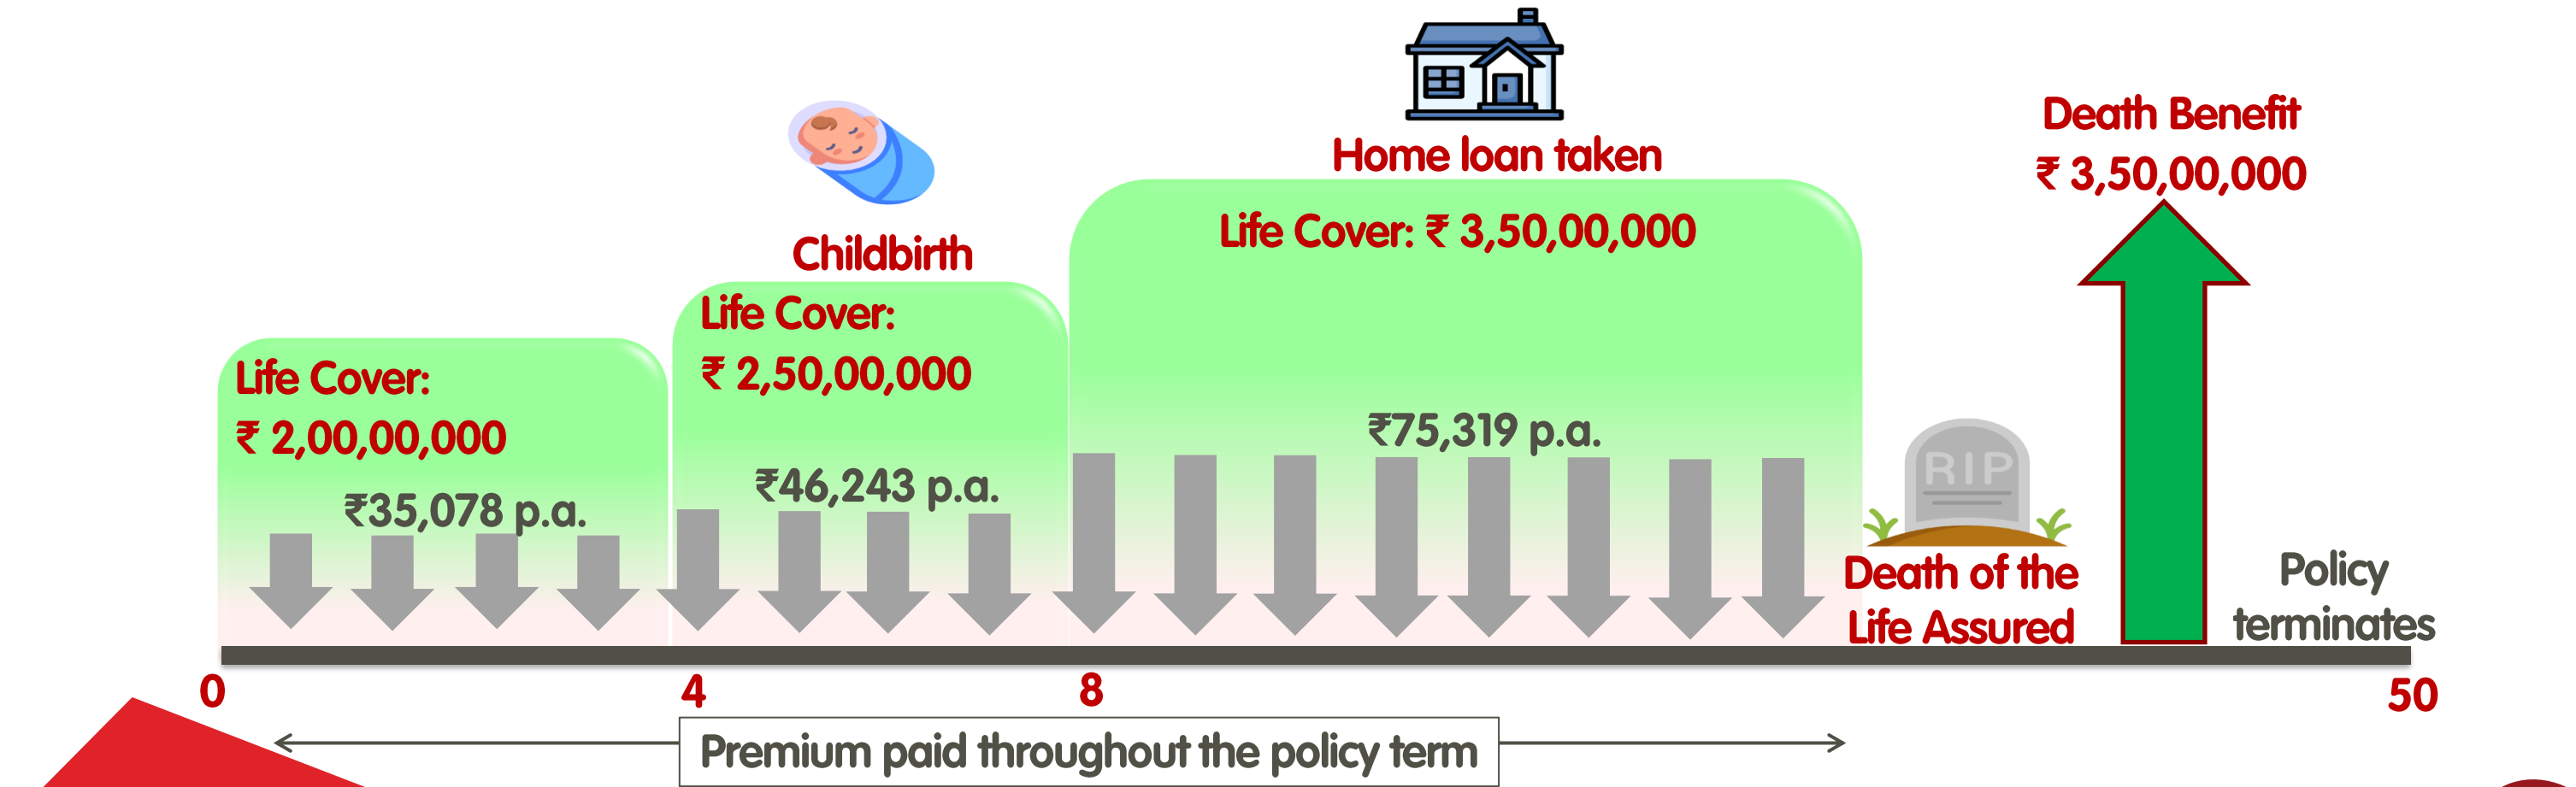 Home loan taken
Life Cover: ₹ 3,50,00,000
Death Benefit
₹ 3,50,00,000
Childbirth
Life Cover:
₹ 2,50,00,000
Life Cover:
₹ 2,00,00,000
₹35,078 p.a.
₹46,243 p.a.
₹75,319 p.a.
RIP
Death of the
Life Assured
Policy
terminates
0
4
8
50
Premium paid throughout the policy term